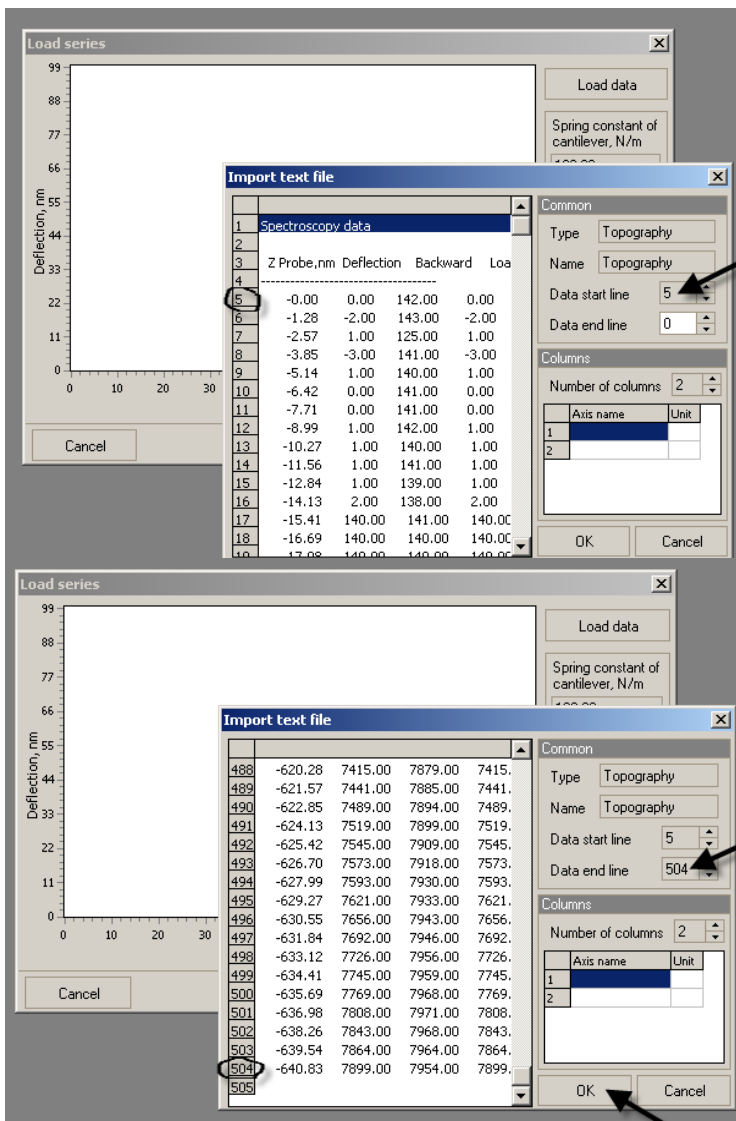 Load series
99
88
77
66
55
44
33
22
11
0
Deflection, nm
0 10 20 30
Cancel
Load data
Spring constant of
cantilever, N/m
Import text file
1 Spectroscopy data
2
3 Z Probe,nm Deflection Backward Loa
4 --------------------------------------
5 -0.00 0.00 142.00 0.00
6 -1.28 -2.00 143.00 -2.00
7 -2.57 1.00 125.00 1.00
8 -3.85 -3.00 141.00 -3.00
9 -5.14 1.00 140.00 1.00
10 -6.42 0.00 141.00 0.00
11 -7.71 0.00 141.00 0.00
12 -8.99 1.00 142.00 1.00
13 -10.27 1.00 140.00 1.00
14 -11.56 1.00 141.00 1.00
15 -12.84 1.00 139.00 1.00
16 -14.13 2.00 138.00 2.00
17 -15.41 140.00 141.00 140.00
18 -16.69 140.00 140.00 140.00
Common
Type Topography
Name Topography
Data start line 5
Data end line 0
Columns
Number of columns 2
Axis name Unit
1
2
OK Cancel
Load series
99
88
77
66
55
44
33
22
11
0
Deflection, nm
0 10 20 30
Cancel
Load data
Spring constant of
cantilever, N/m
Import text file
488 -620.28 7415.00 7879.00 7415.
489 -621.57 7441.00 7885.00 7441.
490 -622.85 7489.00 7894.00 7489.
491 -624.13 7519.00 7899.00 7519.
492 -625.42 7545.00 7909.00 7545.
493 -626.70 7573.00 7918.00 7573.
494 -627.99 7593.00 7930.00 7593.
495 -629.27 7621.00 7933.00 7621.
496 -630.55 7656.00 7943.00 7656.
497 -631.84 7692.00 7946.00 7692.
498 -633.12 7726.00 7956.00 7726.
499 -634.41 7745.00 7959.00 7745.
500 -635.69 7769.00 7968.00 7769.
501 -636.98 7808.00 7971.00 7808.
502 -638.26 7843.00 7968.00 7843.
503 -639.54 7864.00 7964.00 7864.
504 -640.83 7899.00 7954.00 7899.
505
Common
Type Topography
Name Topography
Data start line 5
Data end line 504
Columns
Number of columns 2
Axis name Unit
1
2
OK Cancel